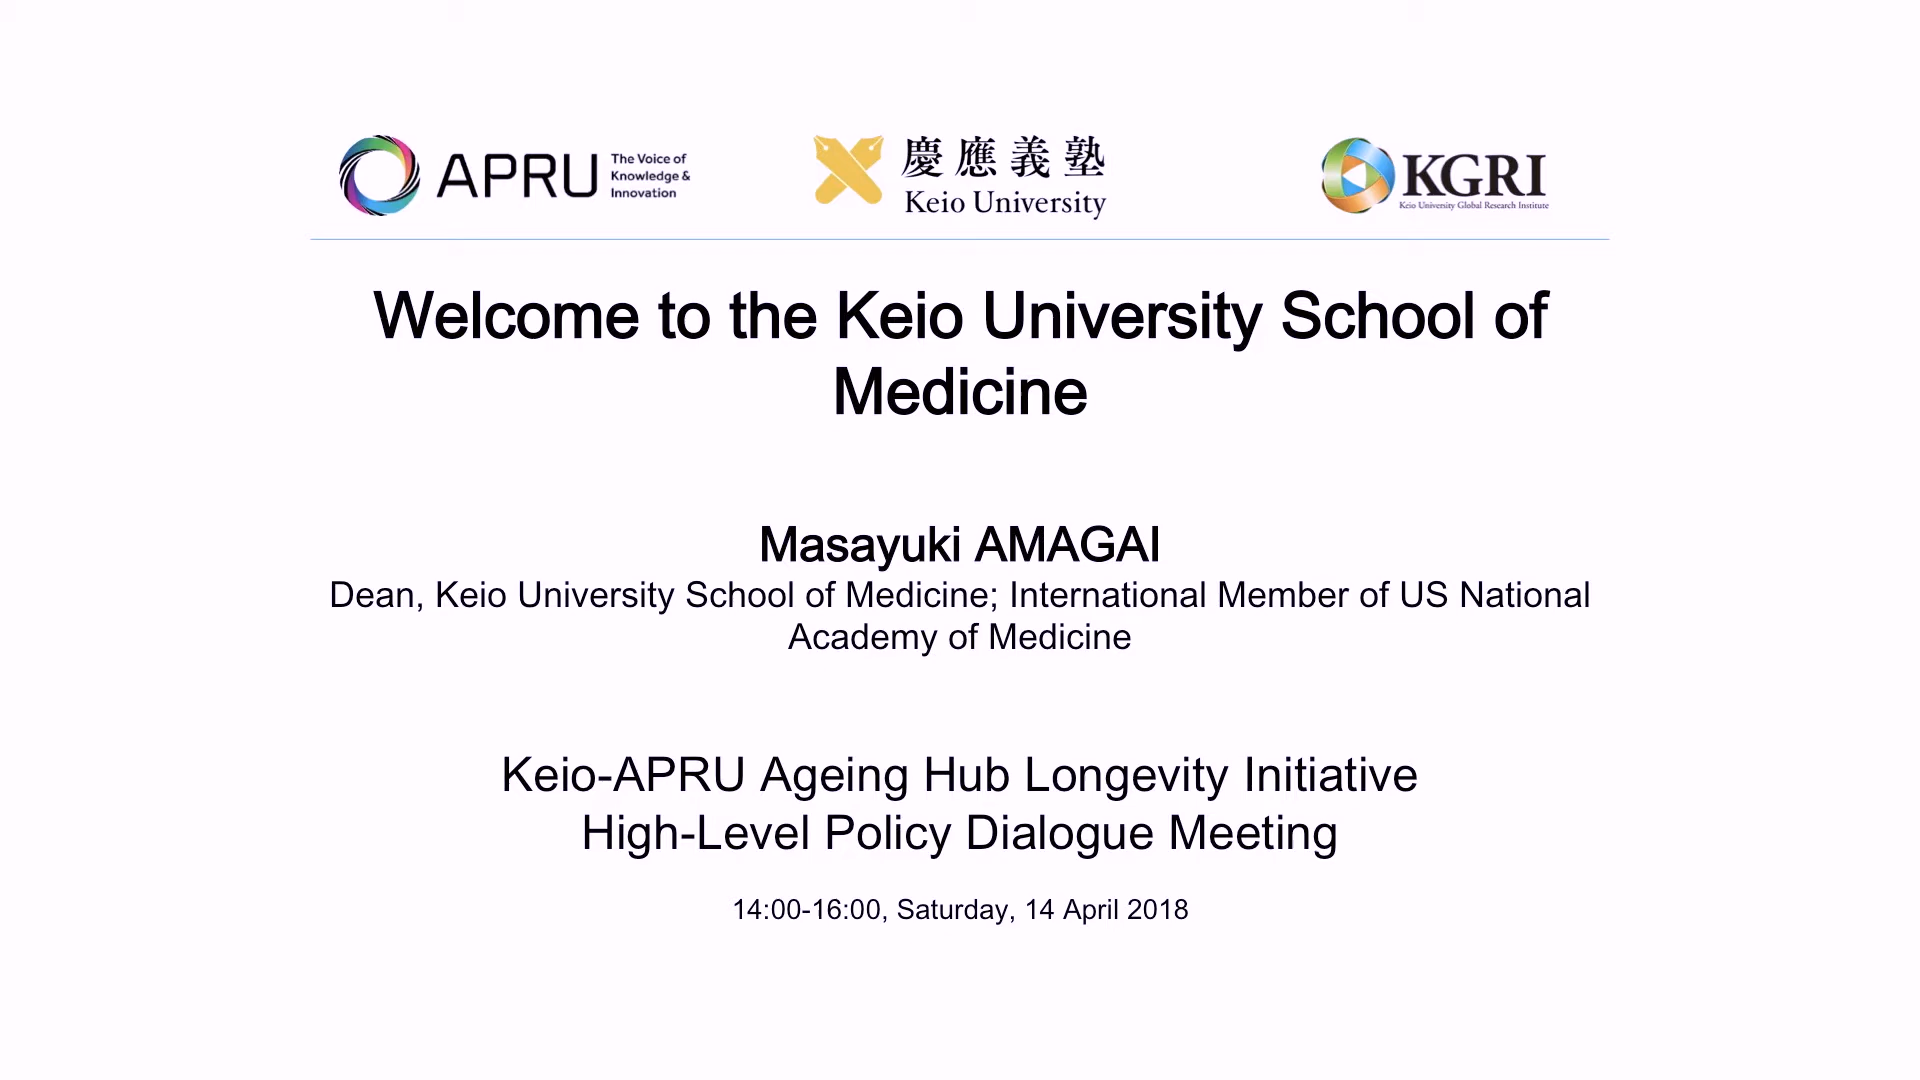 APRU
The Voice of
Knowledge &
Innovation
慶應義塾
Keio University
KGRI
Keio University Global Research Institute
Welcome to the Keio University School of
Medicine
Masayuki AMAGAI
Dean, Keio University School of Medicine; International Member of US National
Academy of Medicine
Keio-APRU Ageing Hub Longevity Initiative
High-Level Policy Dialogue Meeting
14:00-16:00, Saturday, 14 April 2018